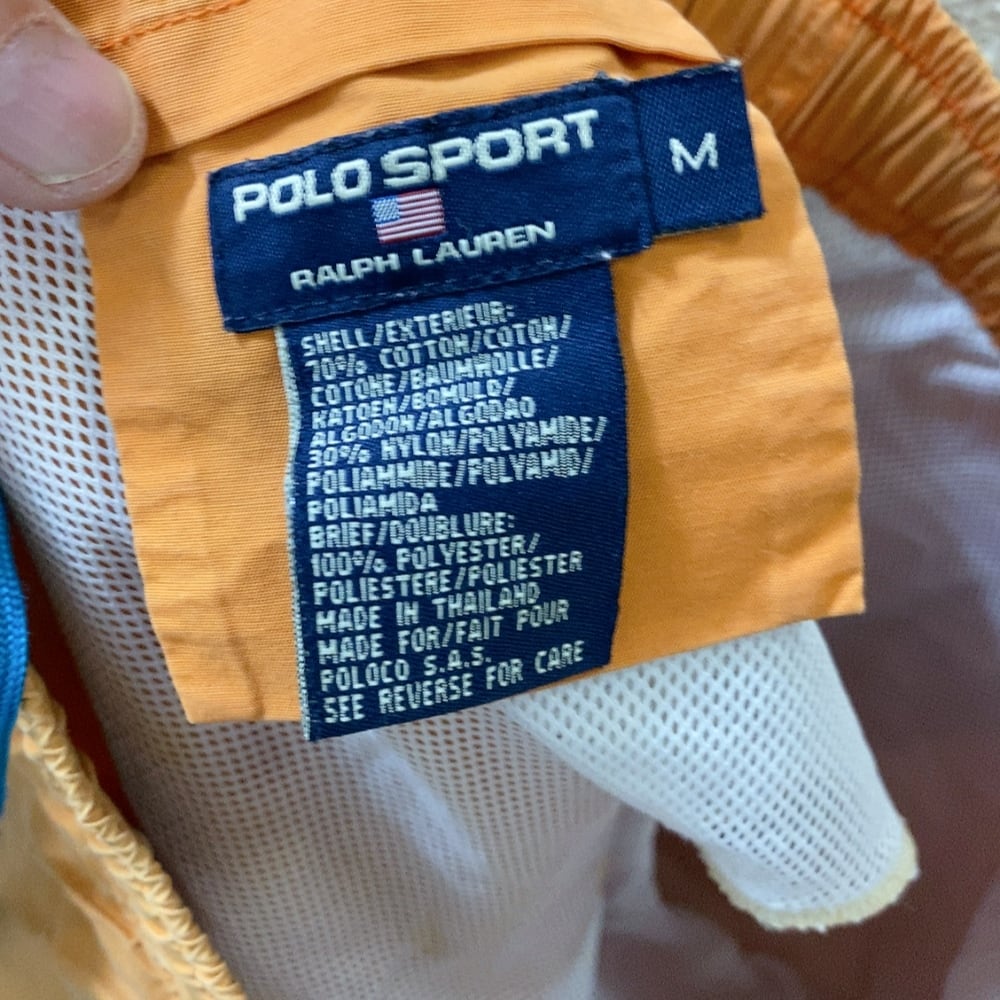 POLO SPORT
M
RALPH LAUREN
SHELL/EXTERIEUR:
70% COTTON/COTON/
COTONE/BAUMWOLLE/
KATOEN/BOMULD/
ALGODON/ALGODAO
30% NYLON/POLYAMIDE/
POLIAMMIDE/POLYAMID/
POLIAMIDA
BRIEF/DOUBLURE:
100% POLYESTER/
POLIESTERE/POLIESTER
MADE IN THAILAND
MADE FOR/FAIT POUR
POLOCO S.A.S.
SEE REVERSE FOR CARE